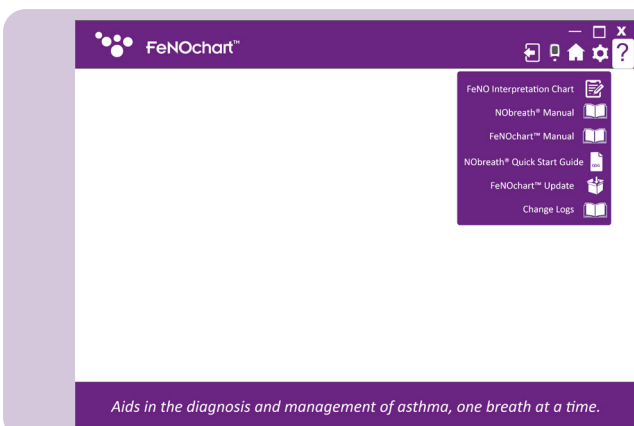 FeNOchart™
FeNO Interpretation Chart
NObreath® Manual
FeNOchart™ Manual
NObreath® Quick Start Guide
FeNOchart™ Update
Change Logs
Aids in the diagnosis and management of asthma, one breath at a time.